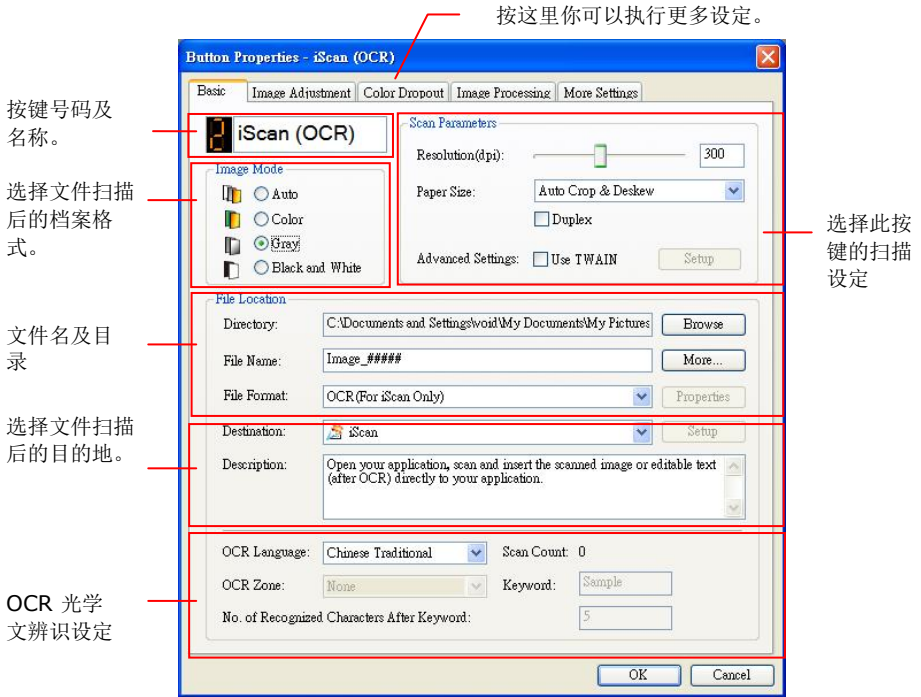 按这里你可以执行更多设定。
Button Properties - iScan (OCR)
Basic Image Adjustment Color Dropout Image Processing More Settings
按键号码及
名称。
2 iScan (OCR)
选择文件扫描
后的档案格
式。
Image Mode
Auto
Color
Gray
Black and White
Scan Parameters
Resolution(dpi): 300
Paper Size: Auto Crop & Deskew
Duplex
Advanced Settings: Use TWAIN Setup
选择此按
键的扫描
设定
文件名及目
录
File Location
Directory: C:\Documents and Settings\void\My Documents\My Pictures Browse
File Name: Image_##### More...
File Format: OCR(For iScan Only) Properties
选择文件扫描
后的目的地。
Destination: iScan Setup
Description: Open your application, scan and insert the scanned image or editable text
(after OCR) directly to your application.
OCR 光学
文辨识设定
OCR Language: Chinese Traditional Scan Count: 0
OCR Zone: None Keyword: Sample
No. of Recognized Characters After Keyword: 5
OK Cancel